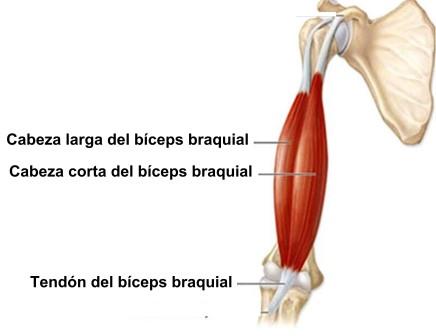 Cabeza larga del bíceps braquial
Cabeza corta del bíceps braquial
Tendón del bíceps braquial